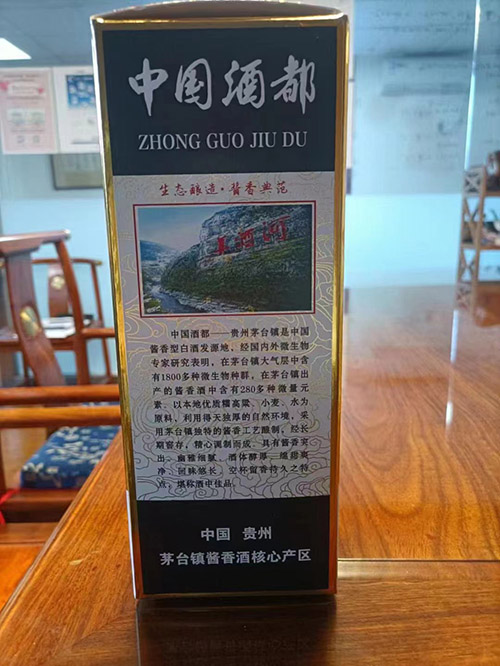 中国酒都
ZHONG GUO JIU DU
生态酿造·酱香典范
美酒河
中国酒都——贵州茅台镇是中国
酱香型白酒发源地、经国内外微生物
专家研究表明，在茅台镇大气层中含
有1800多种微生物种群，在茅台镇出
产的酱香酒中含有280多种微量元
素、以本地优质糯高粱、小麦、水为
原料、利用得天独厚的自然环境，采
用茅台镇独特的酱香工艺酿制，经长
期窖存，精心调制而成。具有酱香突
出、幽雅细腻、酒体醇厚、绵甜爽
净、回味悠长、空杯留香持久之特
点，堪称酒中佳品。
中国 贵州
茅台镇酱香酒核心产区